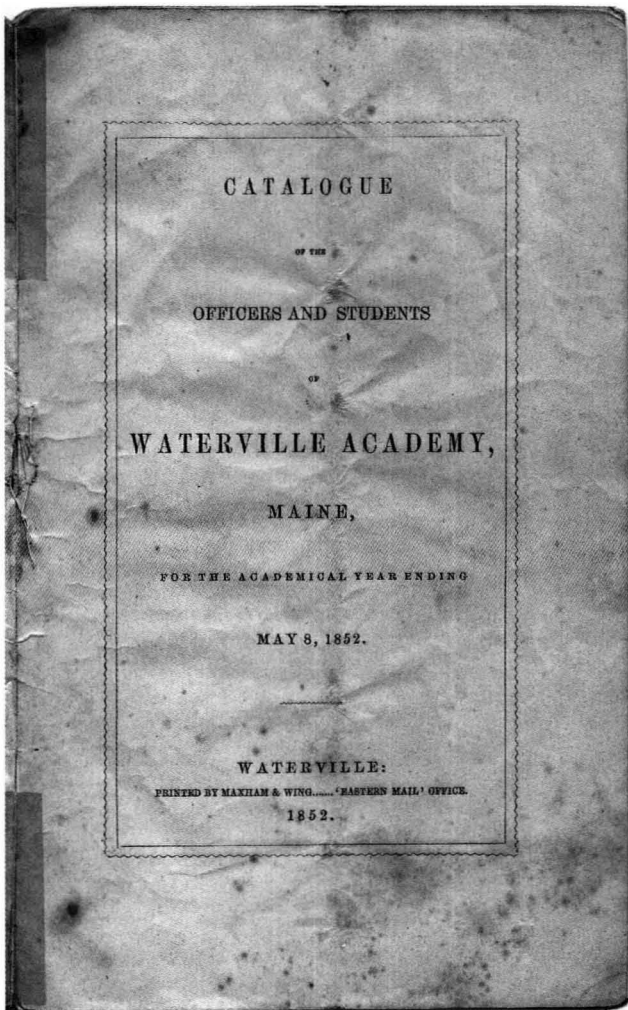 CATALOGUE
OF THE
OFFICERS AND STUDENTS
OF
WATERVILLE ACADEMY,
MAINE,
FOR THE ACADEMICAL YEAR ENDING
MAY 8, 1852.
WATERVILLE:
PRINTED BY MAXHAM & WING......'EASTERN MAIL' OFFICE.
1852.